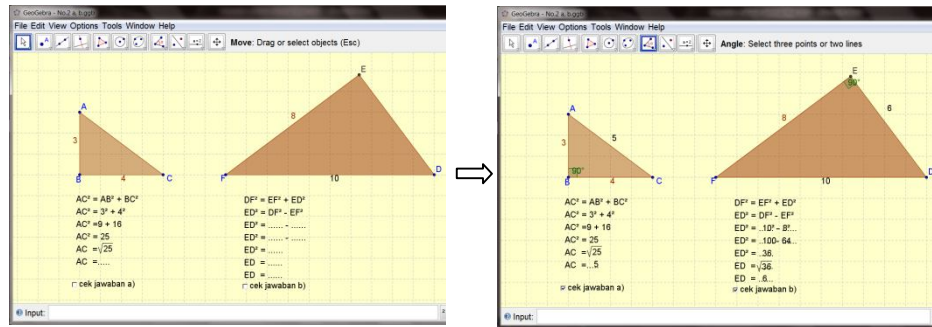 GeoGebra - No.2 a, b.ggb
File Edit View Options Tools Window Help
Move: Drag or select objects (Esc)
E
A
8
3
B
4
C
F
10
D
AC² = AB² + BC²
AC² = 3² + 4²
AC² =9 + 16
AC² = 25
AC =√25
AC =.....
cek jawaban a)
DF² = EF² + ED²
ED² = DF² - EF²
ED² = ...... - ......
ED² = ...... - ......
ED² = ......
ED = ......
ED = ......
cek jawaban b)
Input:
GeoGebra - No.2 a, b.ggb
File Edit View Options Tools Window Help
Angle: Select three points or two lines
E
90°
A
8
6
3
5
90°
B
4
C
F
10
D
AC² = AB² + BC²
AC² = 3² + 4²
AC² =9 + 16
AC² = 25
AC =√25
AC =...5
cek jawaban a)
DF² = EF² + ED²
ED² = DF² - EF²
ED² = ..10² - 8²...
ED² = ..100- 64...
ED² = ..36.
ED =√36.
ED = ..6...
cek jawaban b)
Input: